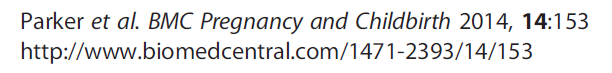 Parker et al. BMC Pregnancy and Childbirth 2014, 14:153
http://www.biomedcentral.com/1471-2393/14/153